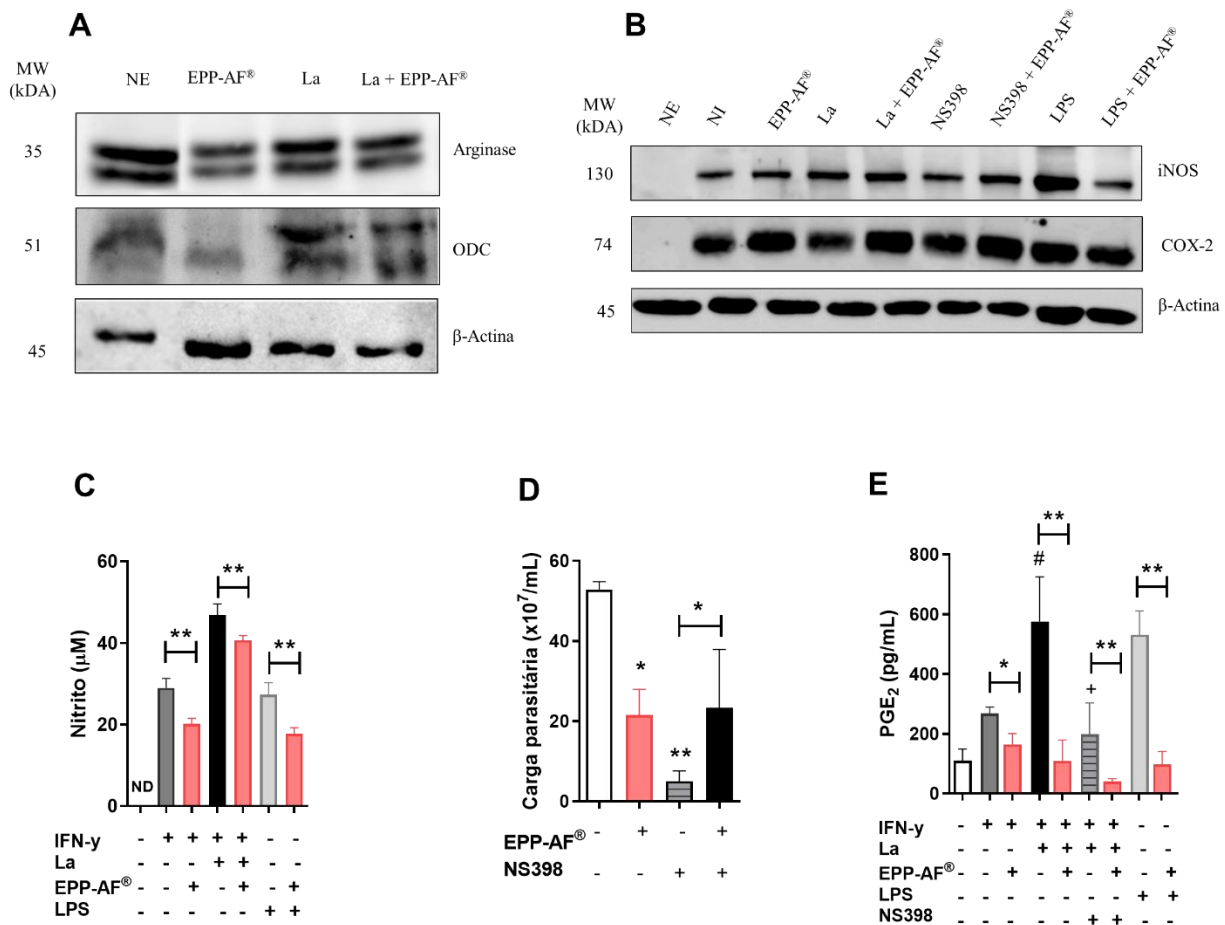 A
MW
(kDA)
NE EPP-AF® La La + EPP-AF®
35 Arginase
51 ODC
45 β-Actina
B
MW
(kDA)
NE NI EPP-AF® La La + EPP-AF® NS398 NS398 + EPP-AF® LPS LPS + EPP-AF®
130 iNOS
74 COX-2
45 β-Actina
C
Nitrito (µM)
60
40
20
0
ND ** ** **
IFN-y - + + + + - -
La - - - + + - -
EPP-AF® - - + - + - +
LPS - - - - - + +
D
Carga parasitária (x10⁷/mL)
60
40
20
0
* ** *
EPP-AF® - + - +
NS398 - - + +
E
PGE₂ (pg/mL)
800
600
400
200
0
* # ** + ** **
IFN-y - + + + + + + - -
La - - - + + + + - -
EPP-AF® - - + - + - + - +
LPS - - - - - - - + +
NS398 - - - - - + + - -